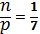 n/p = 1/7